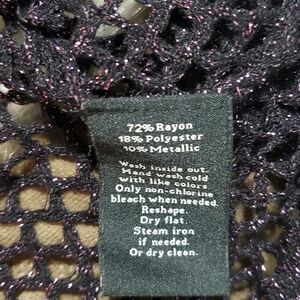 72% Rayon
18% Polyester
10% Metallic
Wash inside out.
Hand wash cold
with like colors.
Only non-chlorine
bleach when needed.
Reshape.
Dry flat.
Steam iron
if needed.
Or dry clean.